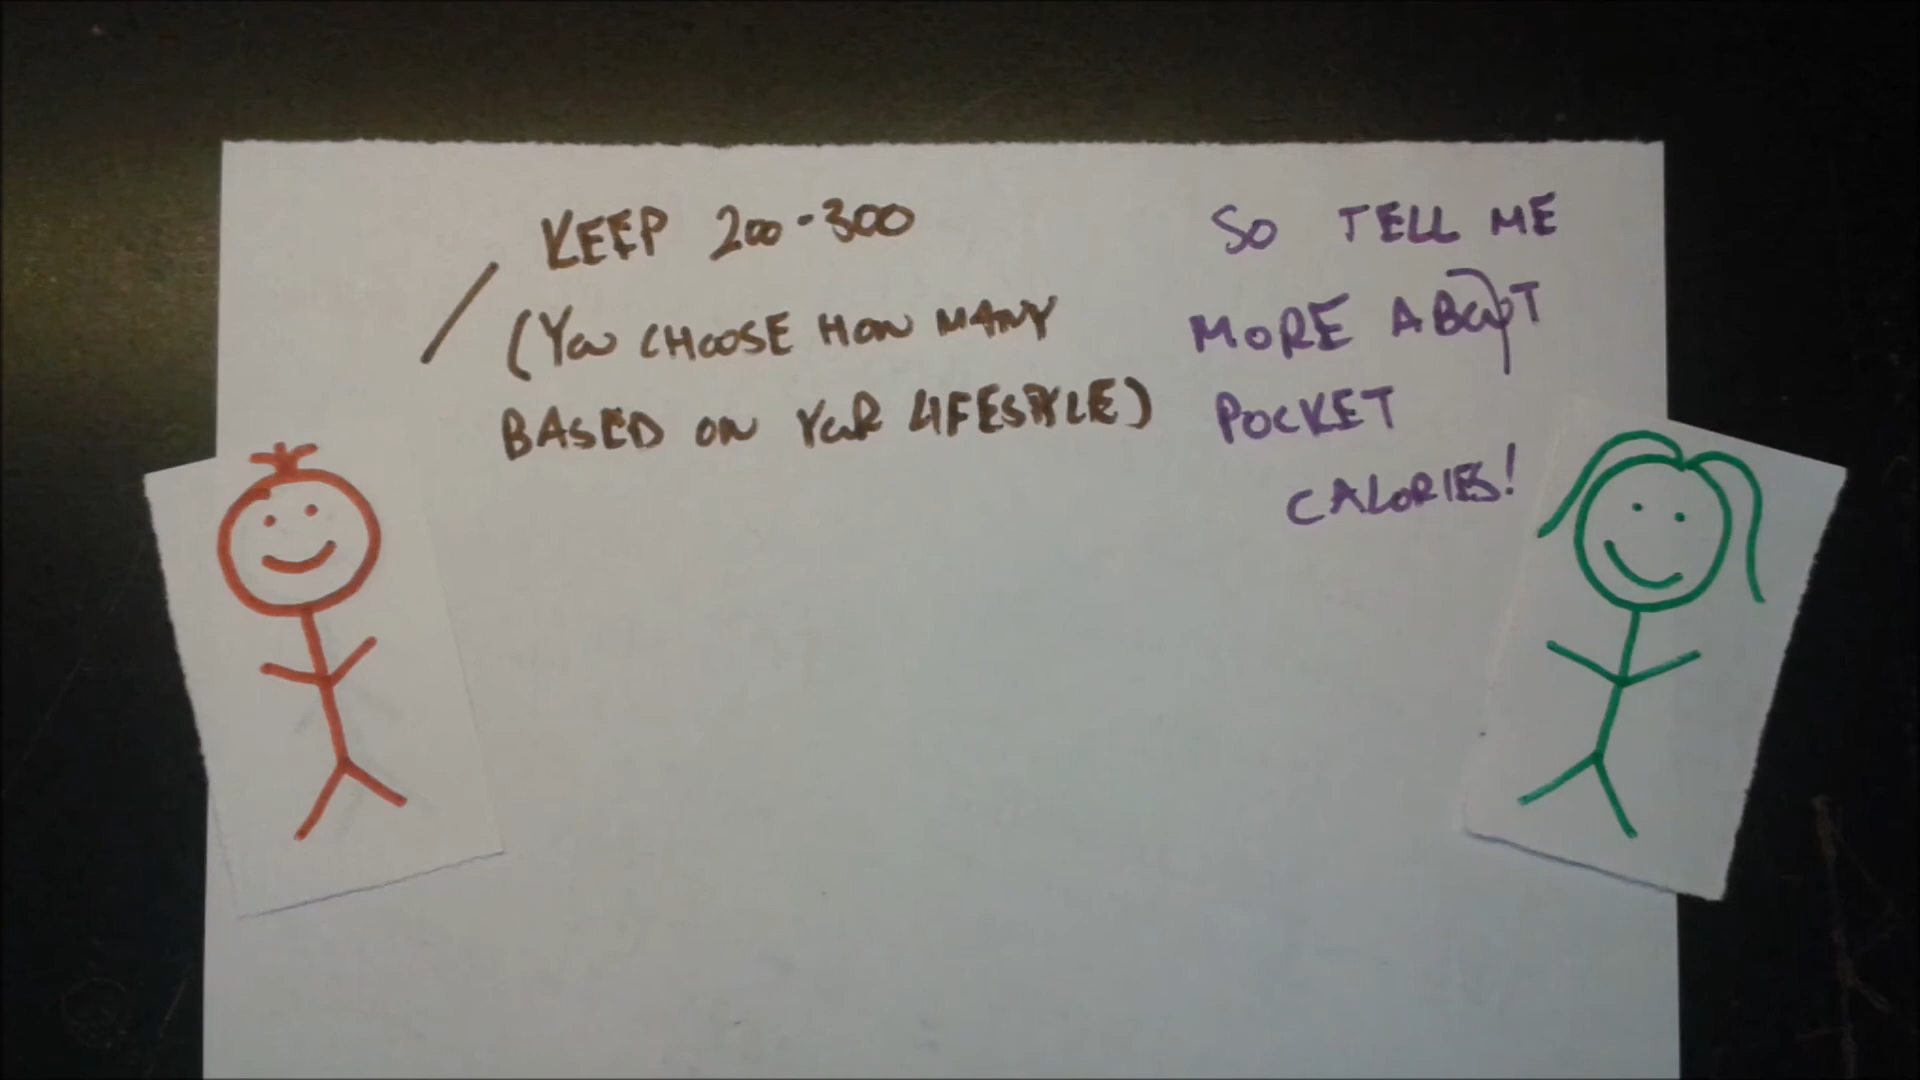 KEEP 200-300
(YOU CHOOSE HOW MANY
BASED ON YOUR LIFESTYLE)
SO TELL ME
MORE ABOUT
POCKET
CALORIES!